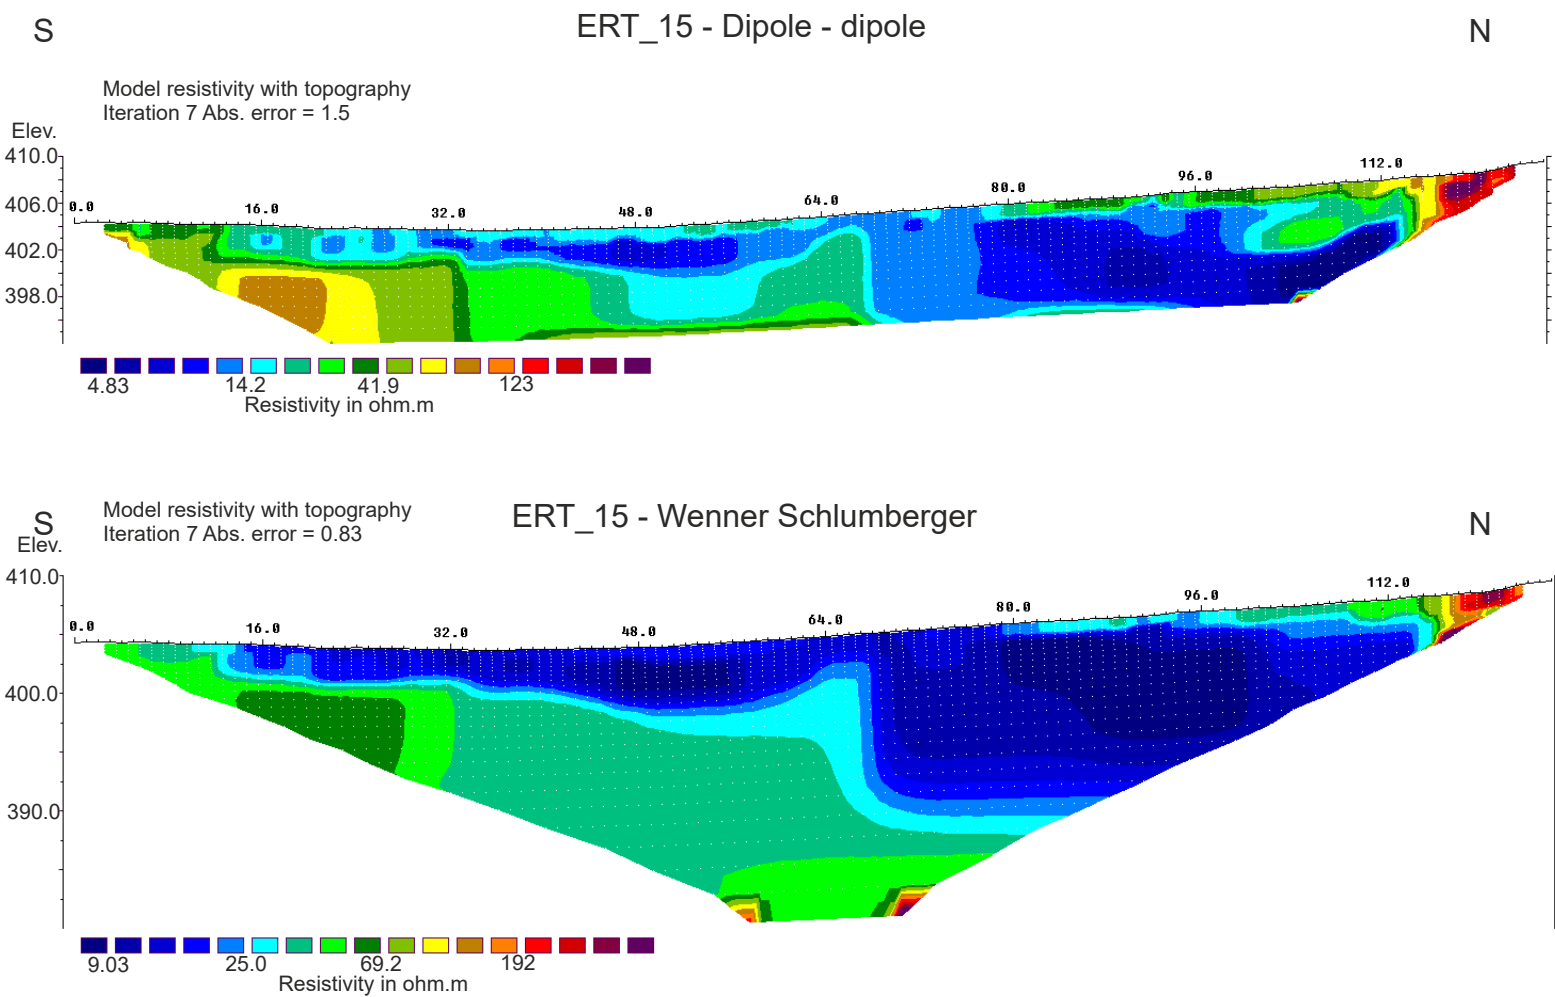 S
ERT_15 - Dipole - dipole
N
Model resistivity with topography
Iteration 7 Abs. error = 1.5
Elev.
410.0
406.0
402.0
398.0
0.0 16.0 32.0 48.0 64.0 80.0 96.0 112.0
4.83 14.2 41.9 123
Resistivity in ohm.m
S
Model resistivity with topography
Iteration 7 Abs. error = 0.83
ERT_15 - Wenner Schlumberger
N
Elev.
410.0
400.0
390.0
0.0 16.0 32.0 48.0 64.0 80.0 96.0 112.0
9.03 25.0 69.2 192
Resistivity in ohm.m